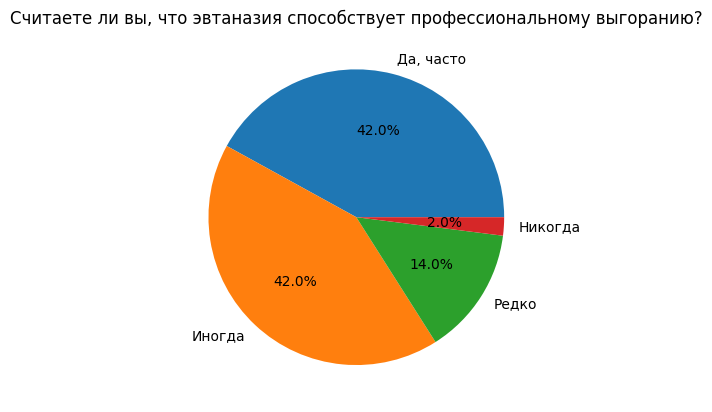 Считаете ли вы, что эвтаназия способствует профессиональному выгоранию?
Да, часто
42.0%
2.0%
Никогда
14.0%
42.0%
Редко
Иногда